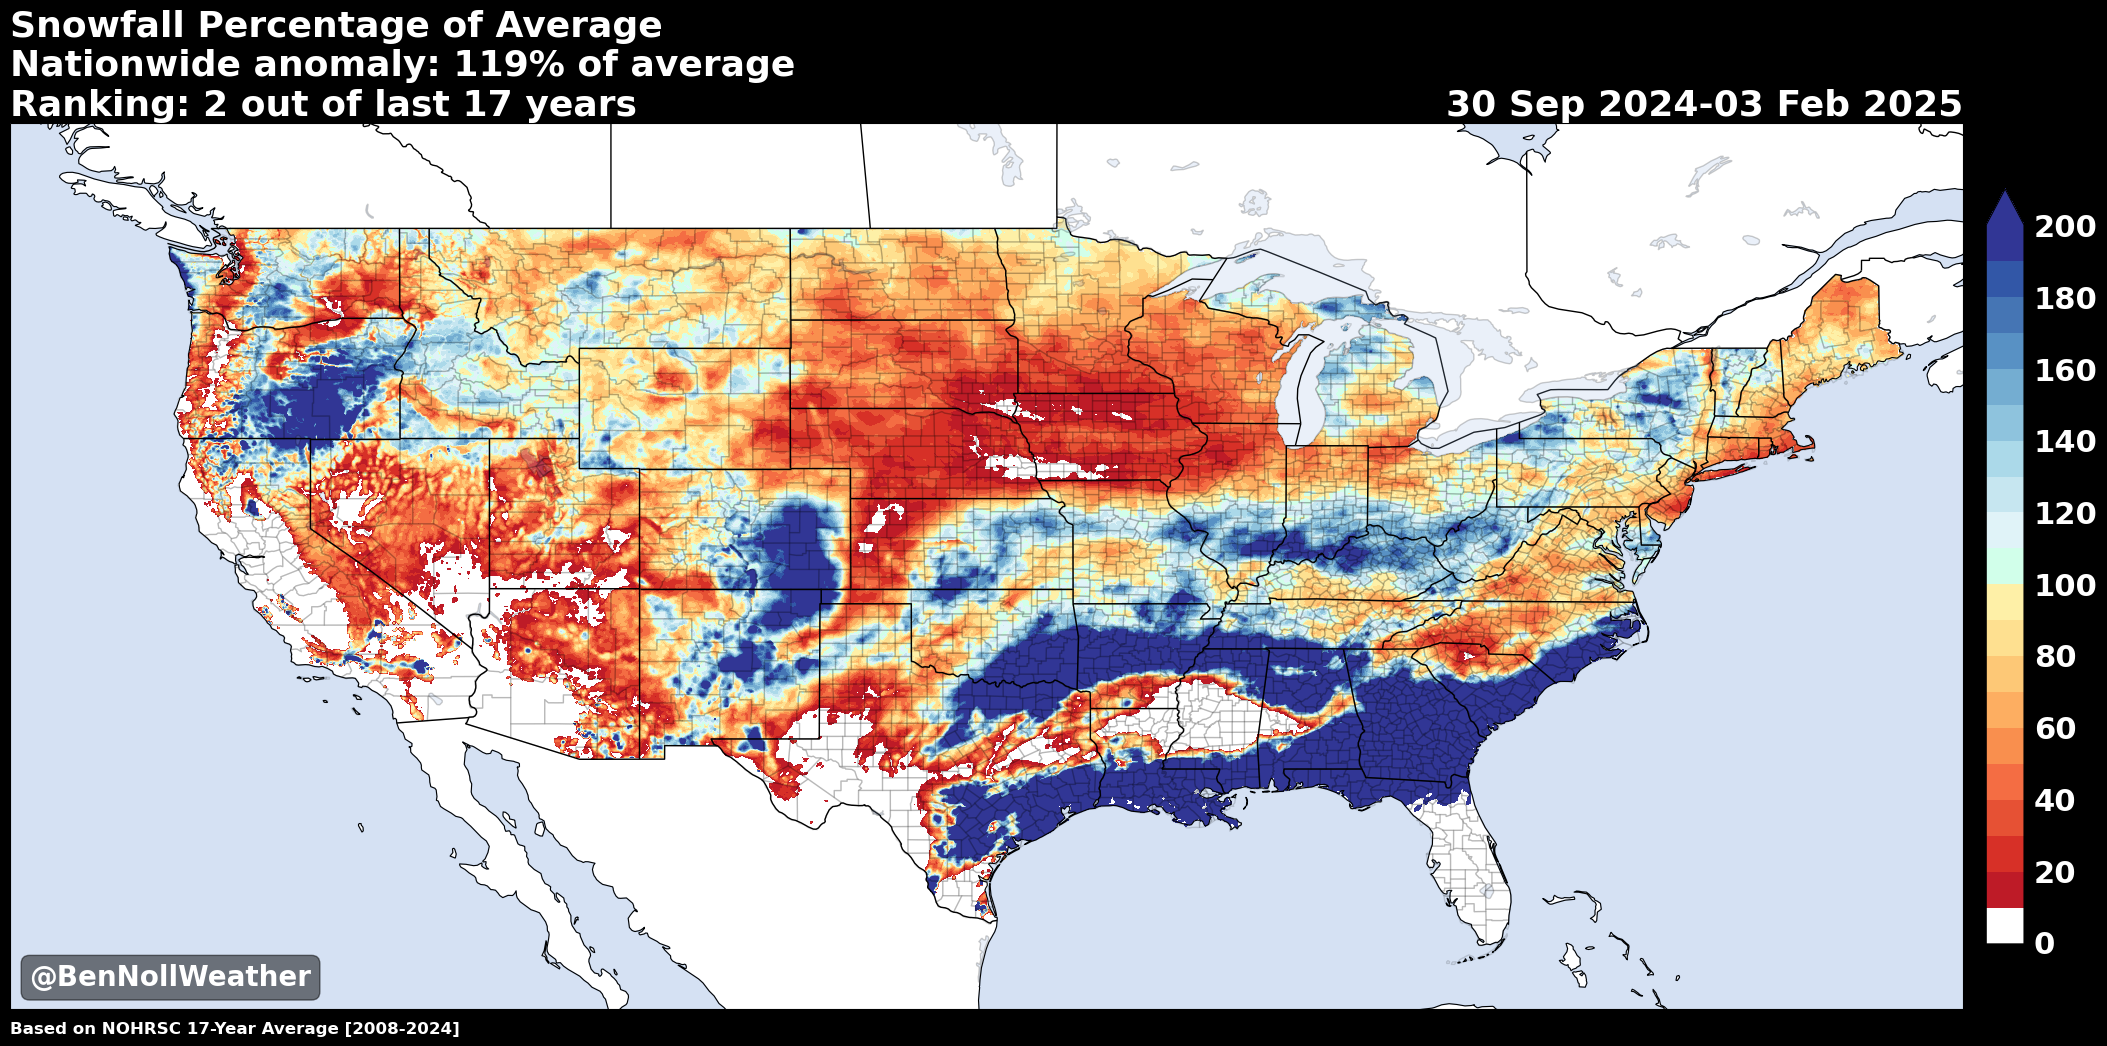 Snowfall Percentage of Average
Nationwide anomaly: 119% of average
Ranking: 2 out of last 17 years
30 Sep 2024-03 Feb 2025
200
180
160
140
120
100
80
60
40
20
0
@BenNollWeather
Based on NOHRSC 17-Year Average [2008-2024]